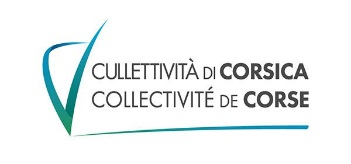 CULLETTIVITÀ DI CORSICA
COLLECTIVITÉ DE CORSE